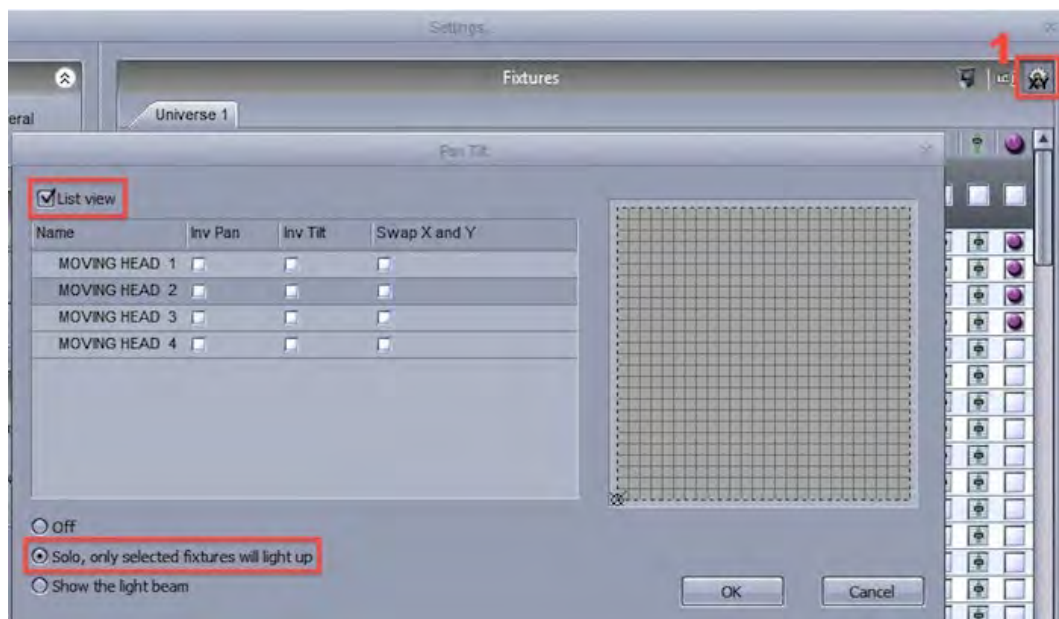 Settings..
1
Fixtures
X-Y
eral
Universe 1
Pan Tilt
List view
Name Inv Pan Inv Tilt Swap X and Y
MOVING HEAD 1
MOVING HEAD 2
MOVING HEAD 3
MOVING HEAD 4
Off
Solo, only selected fixtures will light up
Show the light beam
OK Cancel